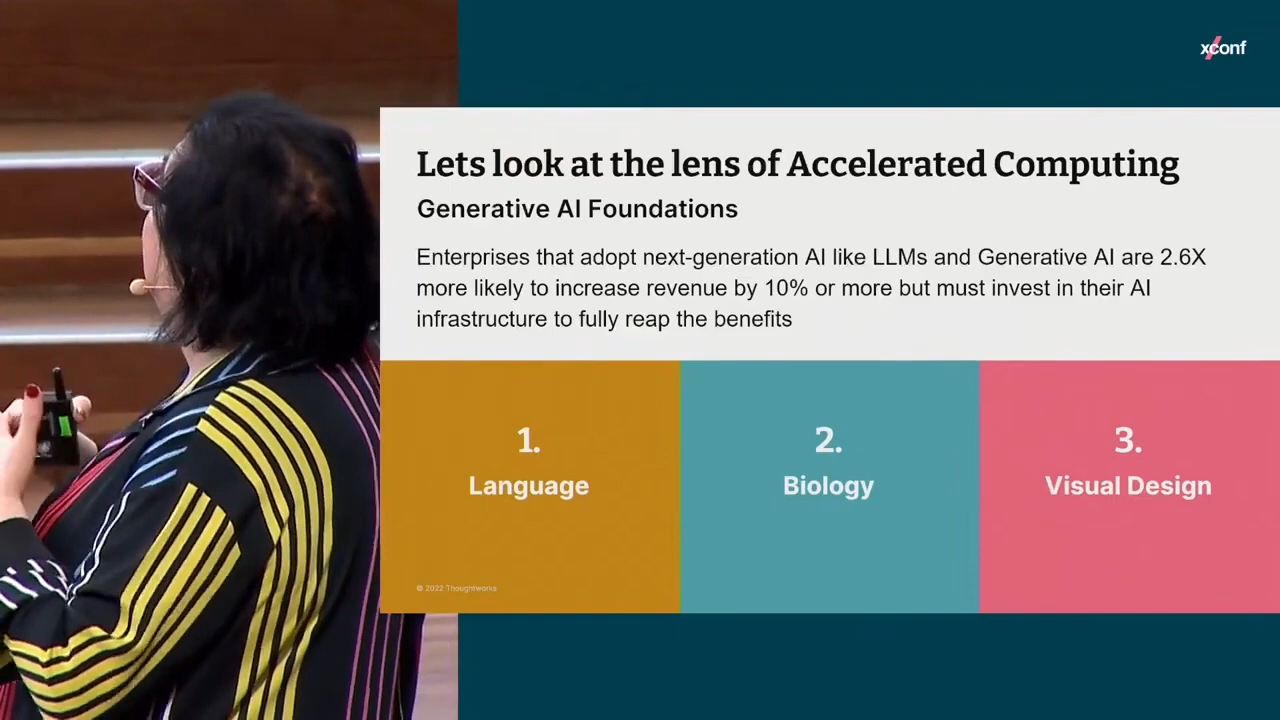 xconf
Lets look at the lens of Accelerated Computing
Generative AI Foundations
Enterprises that adopt next-generation AI like LLMs and Generative AI are 2.6X
more likely to increase revenue by 10% or more but must invest in their AI
infrastructure to fully reap the benefits
1.
Language
2.
Biology
3.
Visual Design
© 2022 Thoughtworks